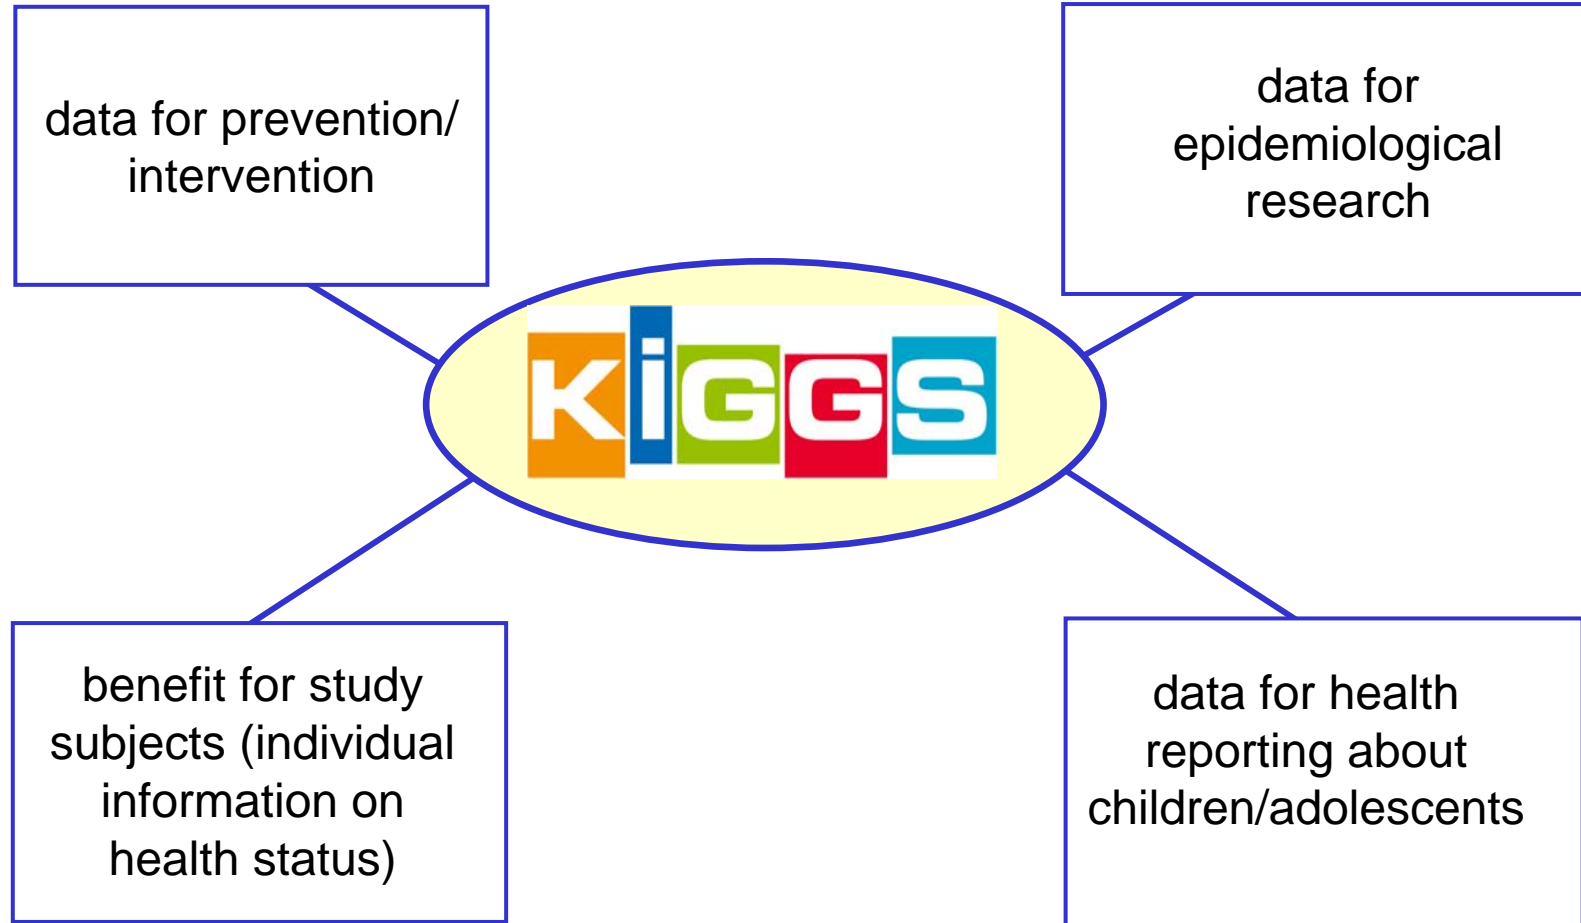 data for prevention/
intervention
data for
epidemiological
research
KiGGS
benefit for study
subjects (individual
information on
health status)
data for health
reporting about
children/adolescents